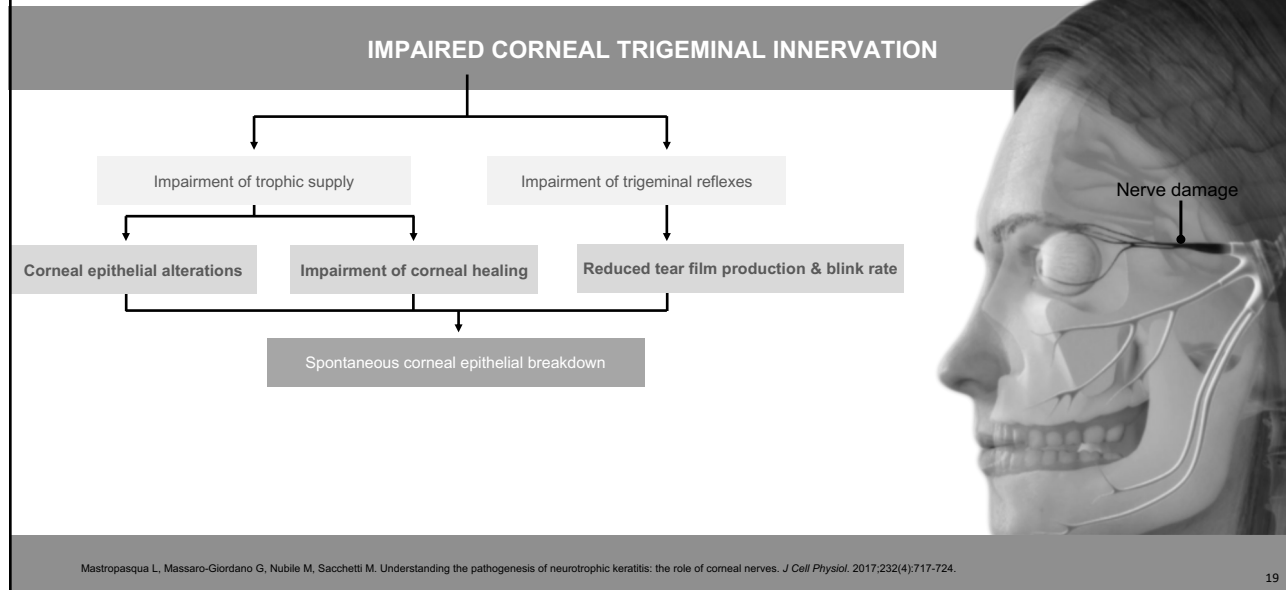 IMPAIRED CORNEAL TRIGEMINAL INNERVATION
Impairment of trophic supply
Impairment of trigeminal reflexes
Nerve damage
Corneal epithelial alterations
Impairment of corneal healing
Reduced tear film production & blink rate
Spontaneous corneal epithelial breakdown
Mastropasqua L, Massaro-Giordano G, Nubile M, Sacchetti M. Understanding the pathogenesis of neurotrophic keratitis: the role of corneal nerves. J Cell Physiol. 2017;232(4):717-724.
19